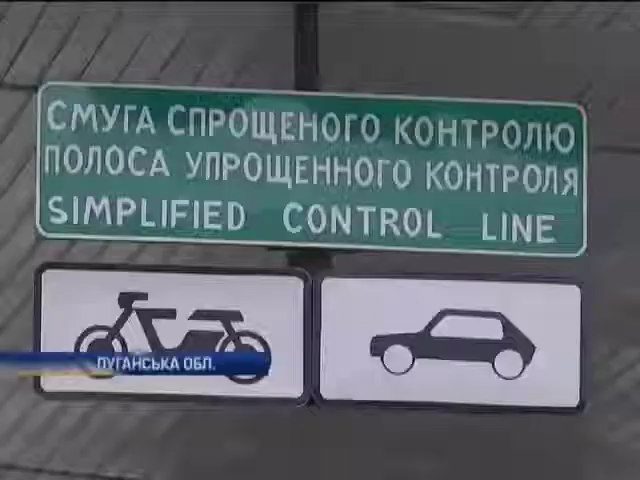 СМУГА СПРОЩЕНОГО КОНТРОЛЮ
ПОЛОСА УПРОЩЕННОГО КОНТРОЛЯ
SIMPLIFIED CONTROL LINE
ЛУГАНСЬКА ОБЛ.